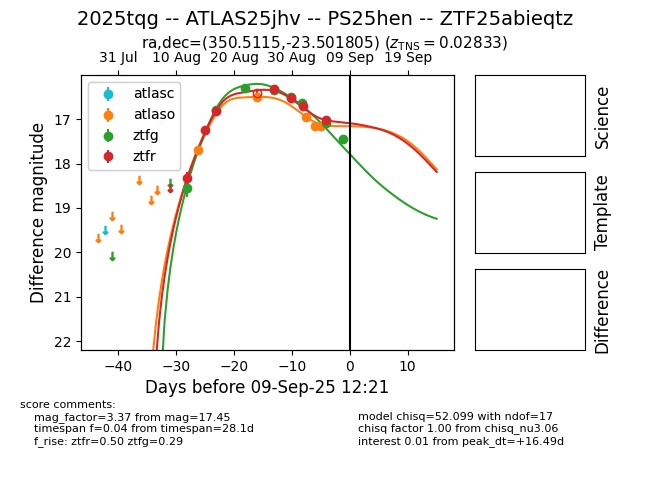 2025tqg -- ATLAS25jhv -- PS25hen -- ZTF25abieqtz
ra,dec=(350.5115,-23.501805) (z_TNS = 0.02833)
31 Jul 10 Aug 20 Aug 30 Aug 09 Sep 19 Sep
atlasc
atlaso
ztfg
ztfr
17
18
19
20
21
22
Difference magnitude
−40 −30 −20 −10 0 10
Days before 09-Sep-25 12:21
Science
Template
Difference
score comments:
mag_factor=3.37 from mag=17.45
timespan f=0.04 from timespan=28.1d
f_rise: ztfr=0.50 ztfg=0.29
model chisq=52.099 with ndof=17
chisq factor 1.00 from chisq_nu3.06
interest 0.01 from peak_dt=+16.49d